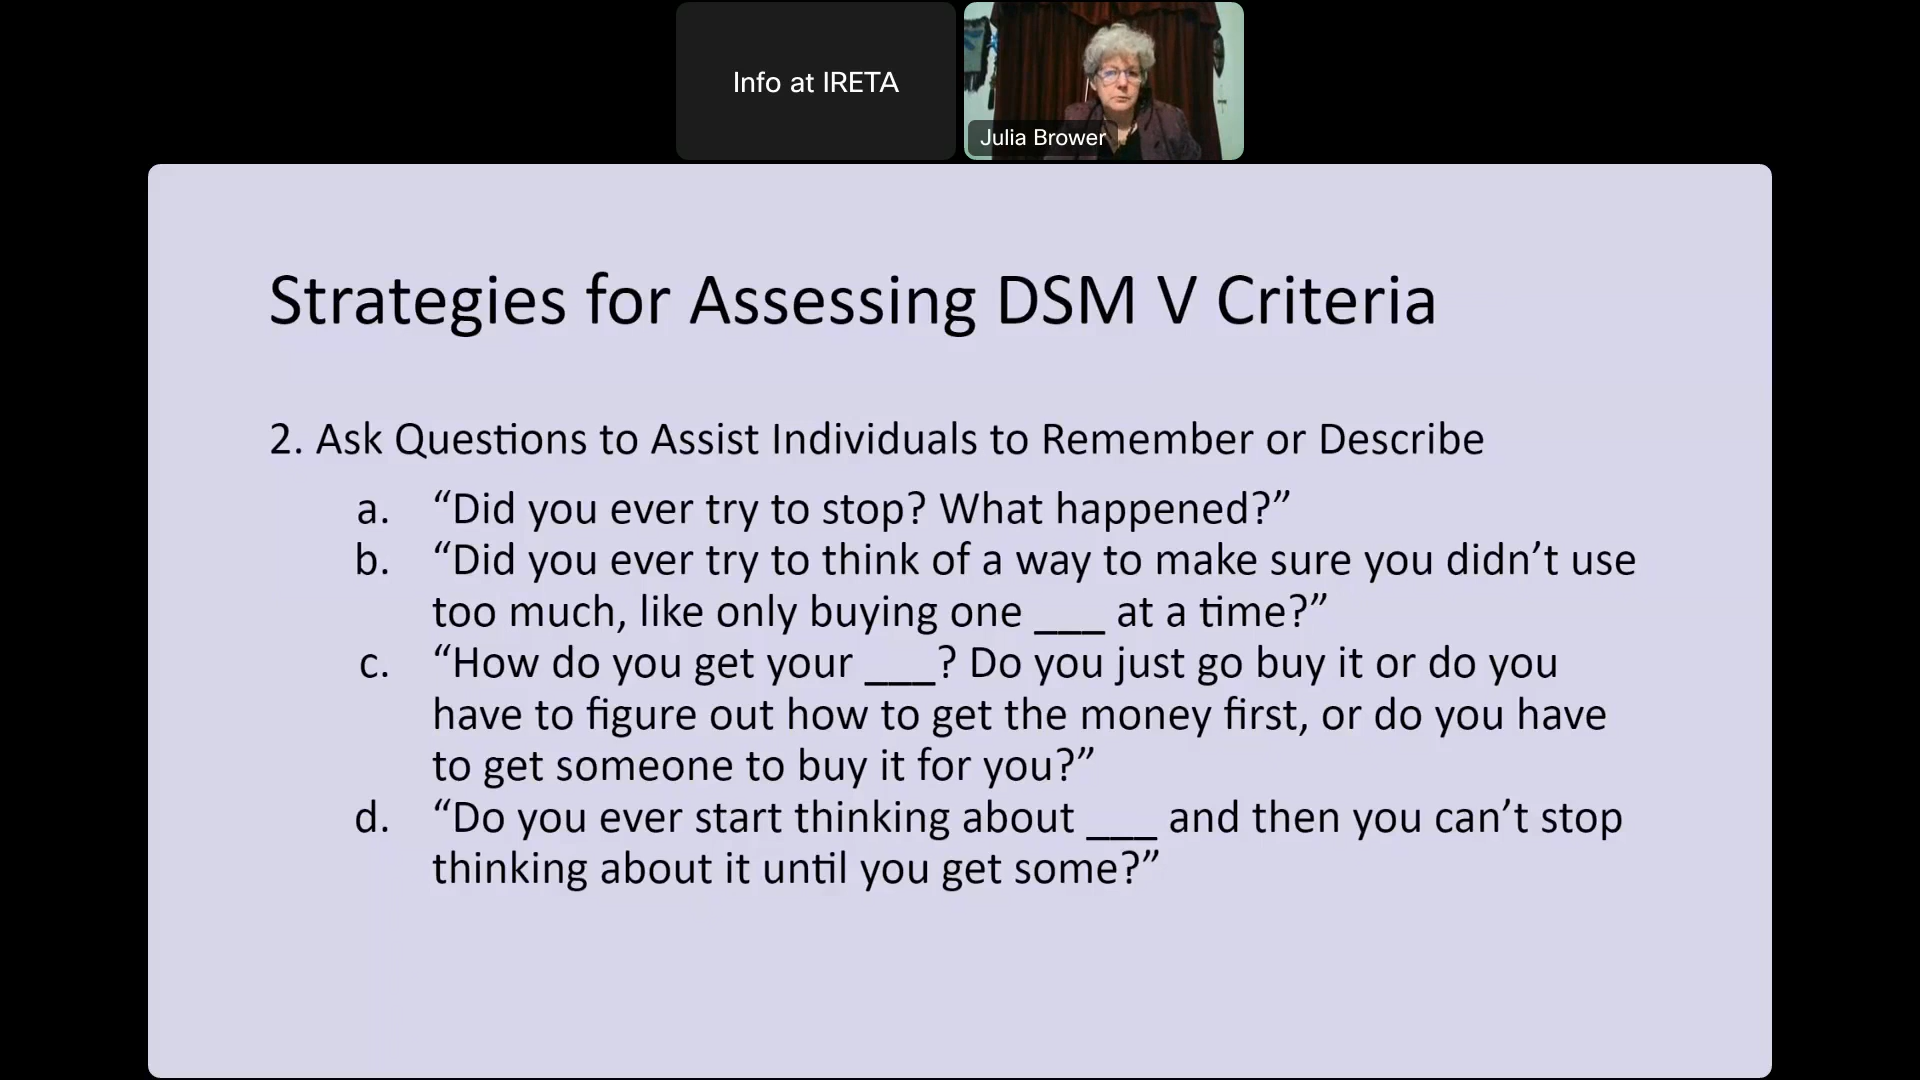 Info at IRETA
Julia Brower
Strategies for Assessing DSM V Criteria
2. Ask Questions to Assist Individuals to Remember or Describe
a. “Did you ever try to stop? What happened?”
b. “Did you ever try to think of a way to make sure you didn’t use
too much, like only buying one ___ at a time?”
c. “How do you get your ___? Do you just go buy it or do you
have to figure out how to get the money first, or do you have
to get someone to buy it for you?”
d. “Do you ever start thinking about ___ and then you can’t stop
thinking about it until you get some?”